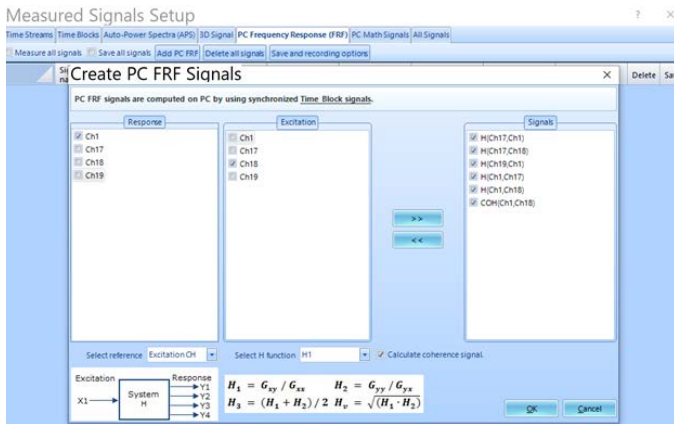 Measured Signals Setup
? ×
Time Streams Time Blocks Auto-Power Spectra (APS) 3D Signal PC Frequency Response (FRF) PC Math Signals All Signals
Measure all signals Save all signals Add PC FRF Delete all signals Save and recording options
Create PC FRF Signals ×
Delete
PC FRF signals are computed on PC by using synchronized Time Block signals.
Response
Ch1
Ch17
Ch18
Ch19
Excitation
Ch1
Ch17
Ch18
Ch19
>>
<<
Signals
H(Ch17,Ch1)
H(Ch17,Ch18)
H(Ch19,Ch1)
H(Ch1,Ch17)
H(Ch1,Ch18)
COH(Ch1,Ch18)
Select reference Excitation CH Select H function H1 Calculate coherence signal.
Excitation Response
X1 System H Y1 Y2 Y3 Y4
H₁ = Gxy / Gxx H₂ = Gyy / Gyx
H₃ = (H₁ + H₂) / 2 Hv = √(H₁ · H₂)
OK Cancel